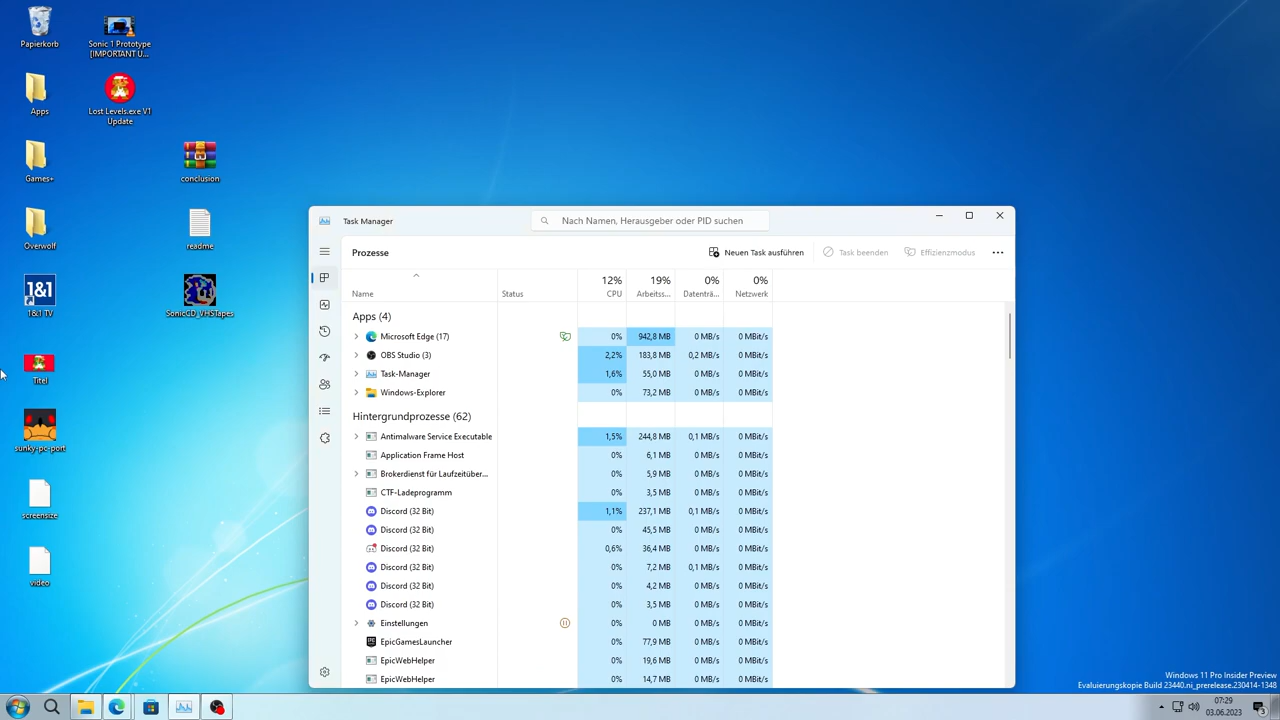 Papierkorb
Sonic 1 Prototype
[IMPORTANT U...
Apps
Lost Levels.exe V1
Update
Games+
conclusion
Overwolf
readme
1&1
1&1 TV
SonicGD_VHSTapes
Titel
sunky-pc-port
screensize
video
Task Manager
Nach Namen, Herausgeber oder PID suchen
Prozesse
Neuen Task ausführen
Task beenden
Effizienzmodus
12% 19% 0% 0%
Name Status CPU Arbeitss... Datenträ... Netzwerk
Apps (4)
Microsoft Edge (17) 0% 942,8 MB 0 MB/s 0 MBit/s
OBS Studio (3) 2,2% 183,8 MB 0,2 MB/s 0 MBit/s
Task-Manager 1,6% 55,0 MB 0 MB/s 0 MBit/s
Windows-Explorer 0% 73,2 MB 0 MB/s 0 MBit/s
Hintergrundprozesse (62)
Antimalware Service Executable 1,5% 244,8 MB 0,1 MB/s 0 MBit/s
Application Frame Host 0% 6,1 MB 0 MB/s 0 MBit/s
Brokerdienst für Laufzeitüber... 0% 5,9 MB 0 MB/s 0 MBit/s
CTF-Ladeprogramm 0% 3,5 MB 0 MB/s 0 MBit/s
Discord (32 Bit) 1,1% 237,1 MB 0,1 MB/s 0 MBit/s
Discord (32 Bit) 0% 45,5 MB 0 MB/s 0 MBit/s
Discord (32 Bit) 0,6% 36,4 MB 0 MB/s 0 MBit/s
Discord (32 Bit) 0% 7,2 MB 0,1 MB/s 0 MBit/s
Discord (32 Bit) 0% 4,2 MB 0 MB/s 0 MBit/s
Discord (32 Bit) 0% 3,5 MB 0 MB/s 0 MBit/s
Einstellungen 0% 0 MB 0 MB/s 0 MBit/s
EpicGamesLauncher 0% 77,9 MB 0 MB/s 0 MBit/s
EpicWebHelper 0% 19,6 MB 0 MB/s 0 MBit/s
EpicWebHelper 0% 14,7 MB 0 MB/s 0 MBit/s
Windows 11 Pro Insider Preview
Evaluierungskopie Build 23440.ni_prerelease.230414-1348
07:29
03.06.2023
3